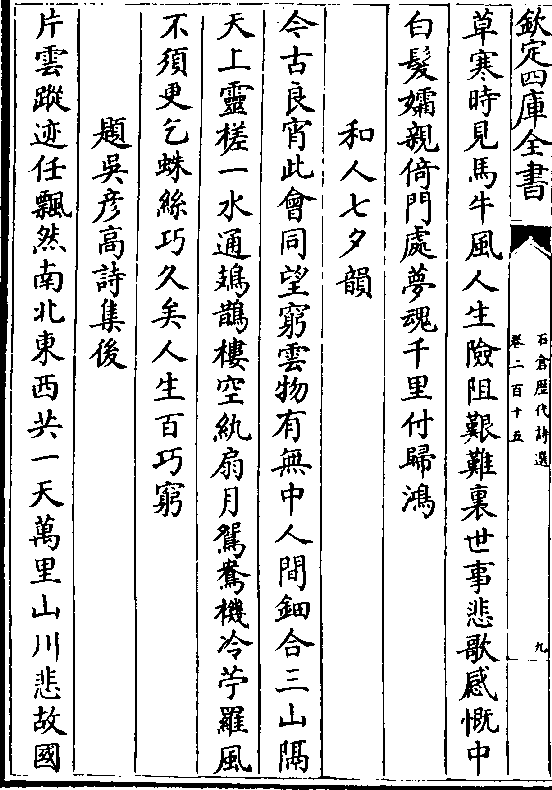 欽定四庫全書
石倉歴代詩選
卷二百十五
九
草寒時見馬牛風人生險阻艱難裏世事悲歌感慨中
白髮孀親倚門處夢魂千里付歸鴻
和人七夕韻
今古良宵此會同望窮雲物有無中人間鈿合三山隔
天上靈槎一水通鳷鵲樓空紈扇月鴛鴦機冷苧羅風
不須更乞蛛絲巧久矣人生百巧窮
題吳彦高詩集後
片雲蹤迹任飄然南北東西共一天萬里山川悲故國